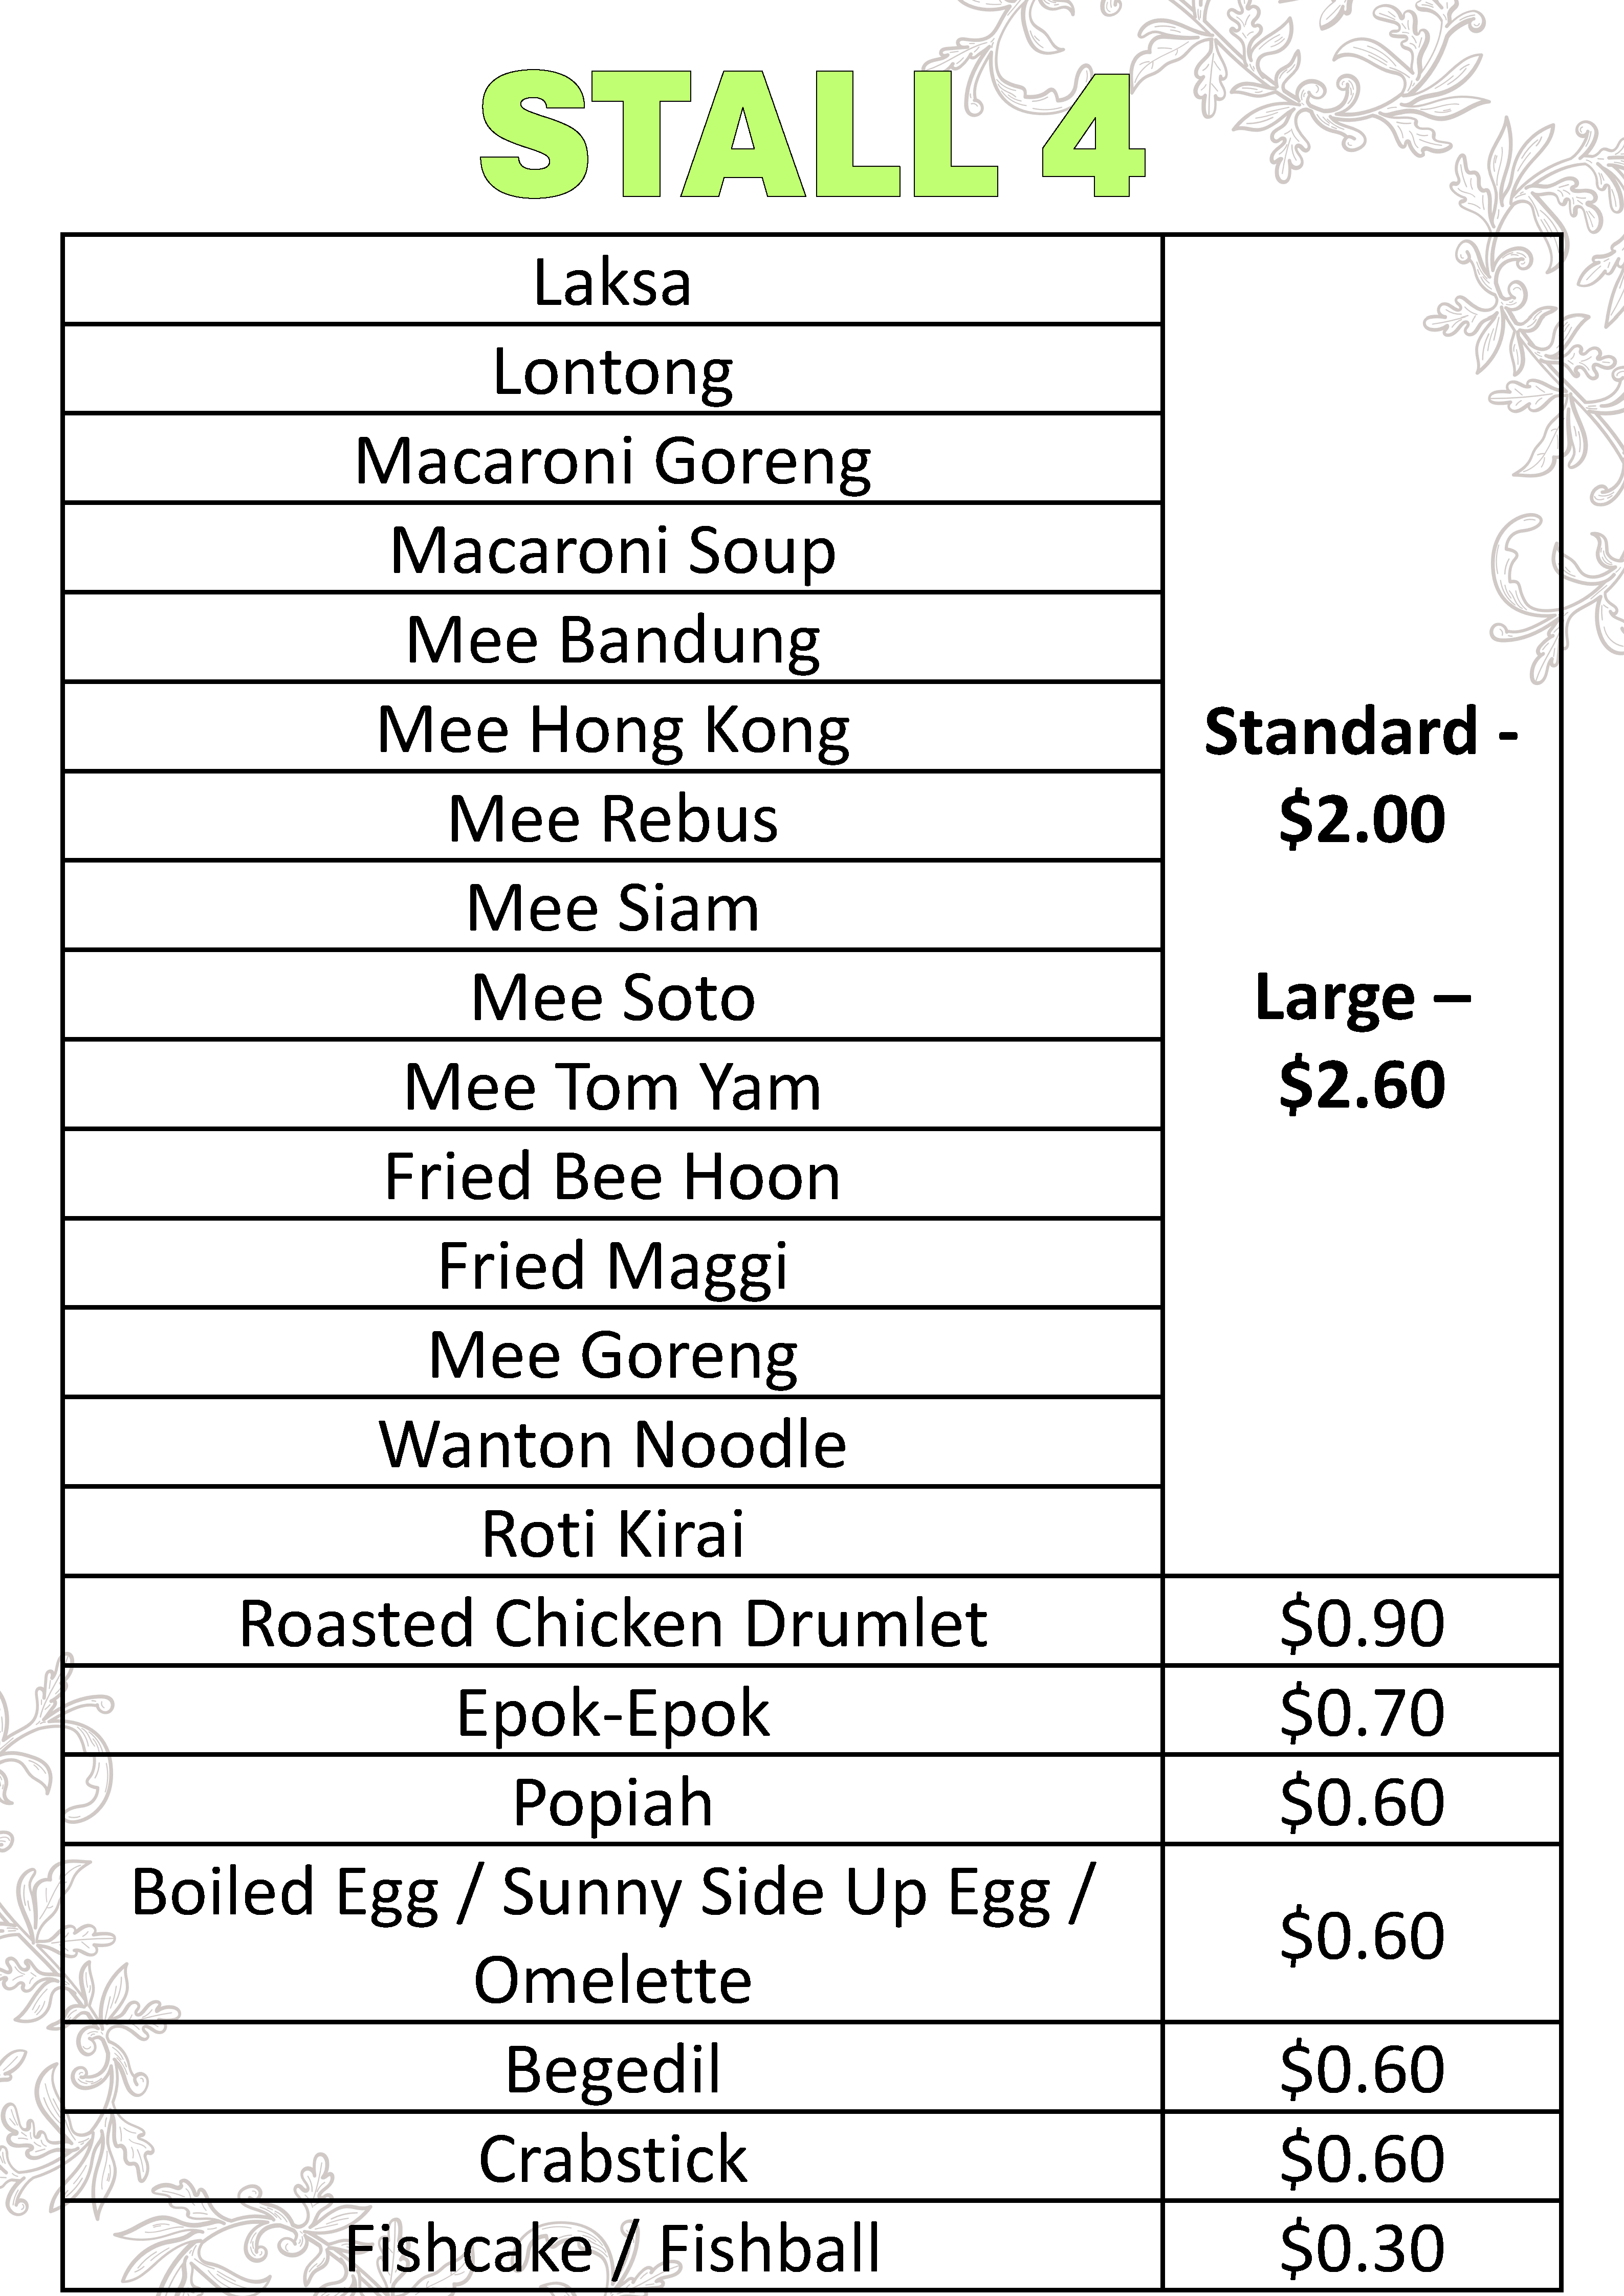 STALL 4
Laksa
Lontong
Macaroni Goreng
Macaroni Soup
Mee Bandung
Mee Hong Kong
Mee Rebus
Mee Siam
Mee Soto
Mee Tom Yam
Fried Bee Hoon
Fried Maggi
Mee Goreng
Wanton Noodle
Roti Kirai
Standard -
$2.00
Large –
$2.60
Roasted Chicken Drumlet $0.90
Epok-Epok $0.70
Popiah $0.60
Boiled Egg / Sunny Side Up Egg /
Omelette
$0.60
Begedil $0.60
Crabstick $0.60
Fishcake / Fishball $0.30